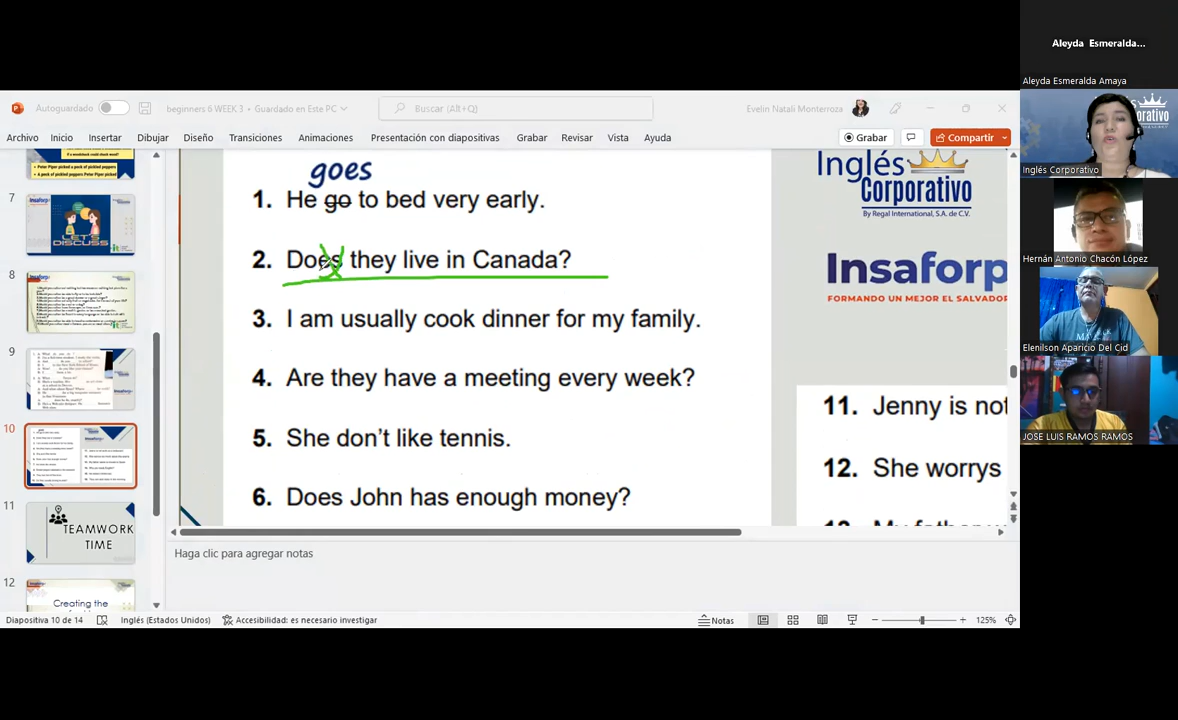 Aleyda Esmeralda...
Aleyda Esmeralda Amaya
Autoguardado
beginners 6 WEEK 3 • Guardado en Este PC
Buscar (Alt+Q)
Evelin Natali Monterroza
Archivo Inicio Insertar Dibujar Diseño Transiciones Animaciones Presentación con diapositivas Grabar Revisar Vista Ayuda
Grabar
Compartir
Inglés Corporativo
Hernán Antonio Chacón López
Enelnilson Aparicio Del Cid
JOSE LUIS RAMOS RAMOS
7
LET'S
DISCUSS
8
9
10
11
TEAMWORK
TIME
12
Creating the
goes
1. He go to bed very early.
2. Does they live in Canada?
3. I am usually cook dinner for my family.
4. Are they have a meeting every week?
5. She don't like tennis.
6. Does John has enough money?
Inglés
Corporativo
By Regal International, S.A. de C.V.
Insaforp
FORMANDO UN MEJOR EL SALVADOR
11. Jenny is not
12. She worrys
Haga clic para agregar notas
Diapositiva 10 de 14
Inglés (Estados Unidos)
Accesibilidad: es necesario investigar
Notas
125%